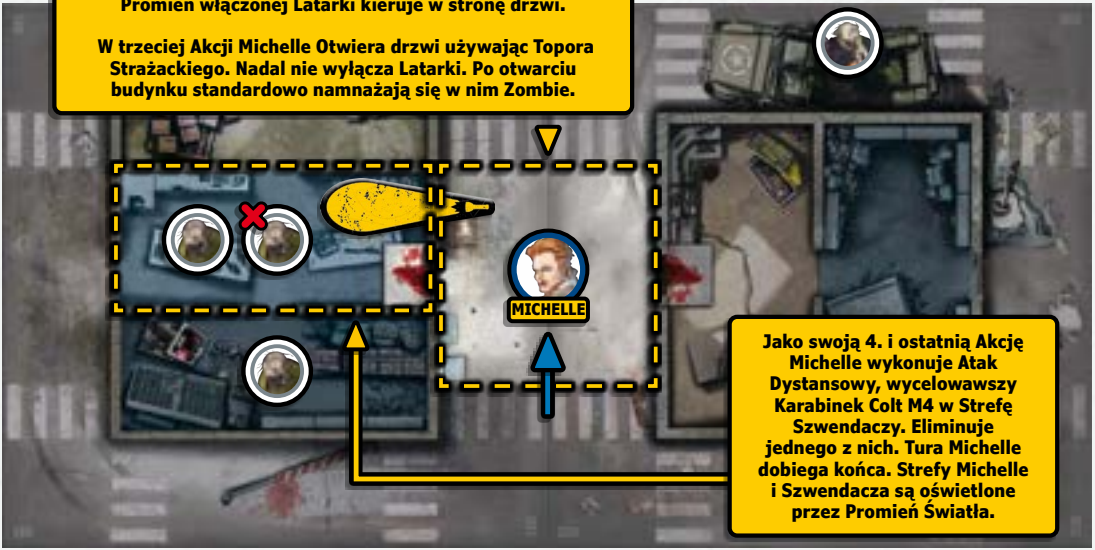 Promień włączonej Latarki kieruje w stronę drzwi.
W trzeciej Akcji Michelle Otwiera drzwi używając Topora
Strażackiego. Nadal nie wyłącza Latarki. Po otwarciu
budynku standardowo namnażają się w nim Zombie.
MICHELLE
Jako swoją 4. i ostatnią Akcję
Michelle wykonuje Atak
Dystansowy, wycelowawszy
Karabinek Colt M4 w Strefę
Szwendaczy. Eliminuje
jednego z nich. Tura Michelle
dobiega końca. Strefy Michelle
i Szwendacza są oświetlone
przez Promień Światła.